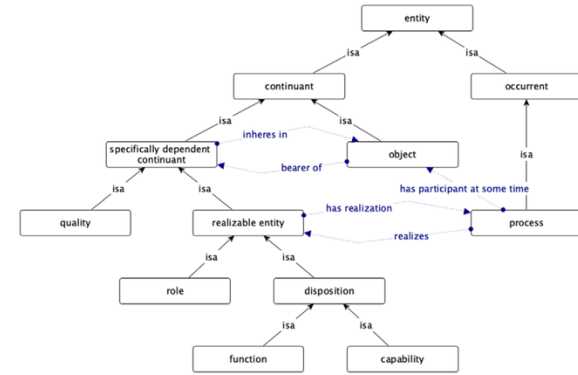 entity
isa
isa
continuant
occurrent
isa
isa
isa
inheres in
specifically dependent
continuant
object
bearer of
has participant at some time
isa
isa
has realization
quality
realizable entity
process
realizes
isa
isa
role
disposition
isa
isa
function
capability